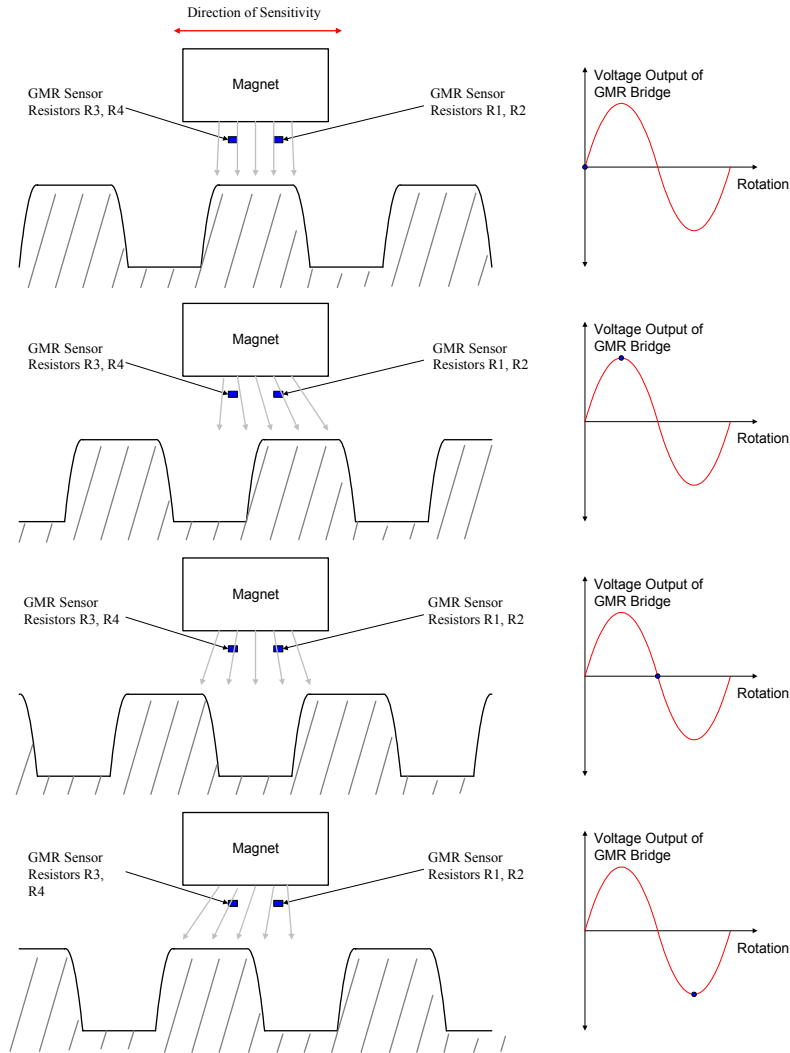 Direction of Sensitivity
Magnet
GMR Sensor
Resistors R3, R4
GMR Sensor
Resistors R1, R2
Voltage Output of
GMR Bridge
Rotation
Magnet
GMR Sensor
Resistors R3, R4
GMR Sensor
Resistors R1, R2
Voltage Output of
GMR Bridge
Rotation
Magnet
GMR Sensor
Resistors R3, R4
GMR Sensor
Resistors R1, R2
Voltage Output of
GMR Bridge
Rotation
Magnet
GMR Sensor
Resistors R3,
R4
GMR Sensor
Resistors R1, R2
Voltage Output of
GMR Bridge
Rotation